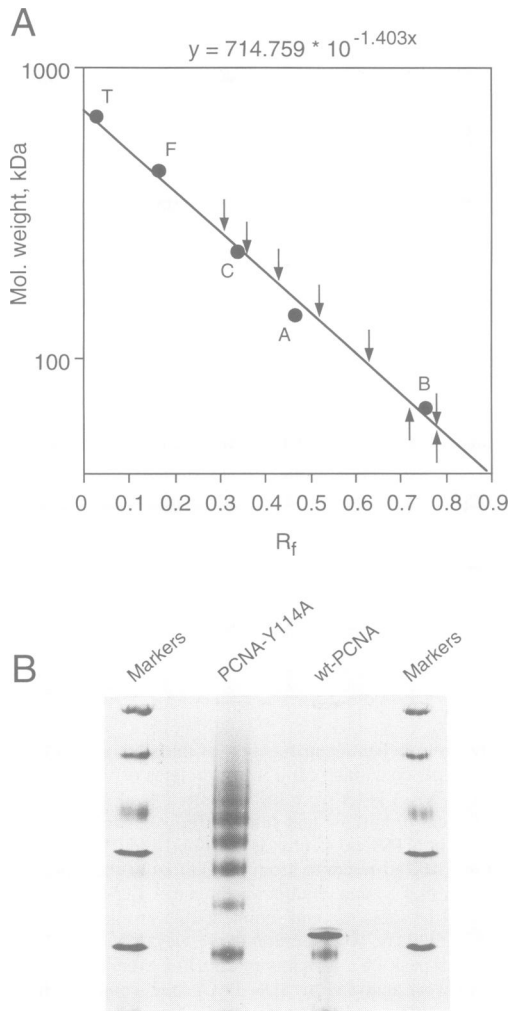 A
y = 714.759 * 10^-1.403x
1000
T
F
C
A
B
100
Mol. weight, kDa
0 0.1 0.2 0.3 0.4 0.5 0.6 0.7 0.8 0.9
Rf
B
Markers
PCNA-Y114A
wt-PCNA
Markers